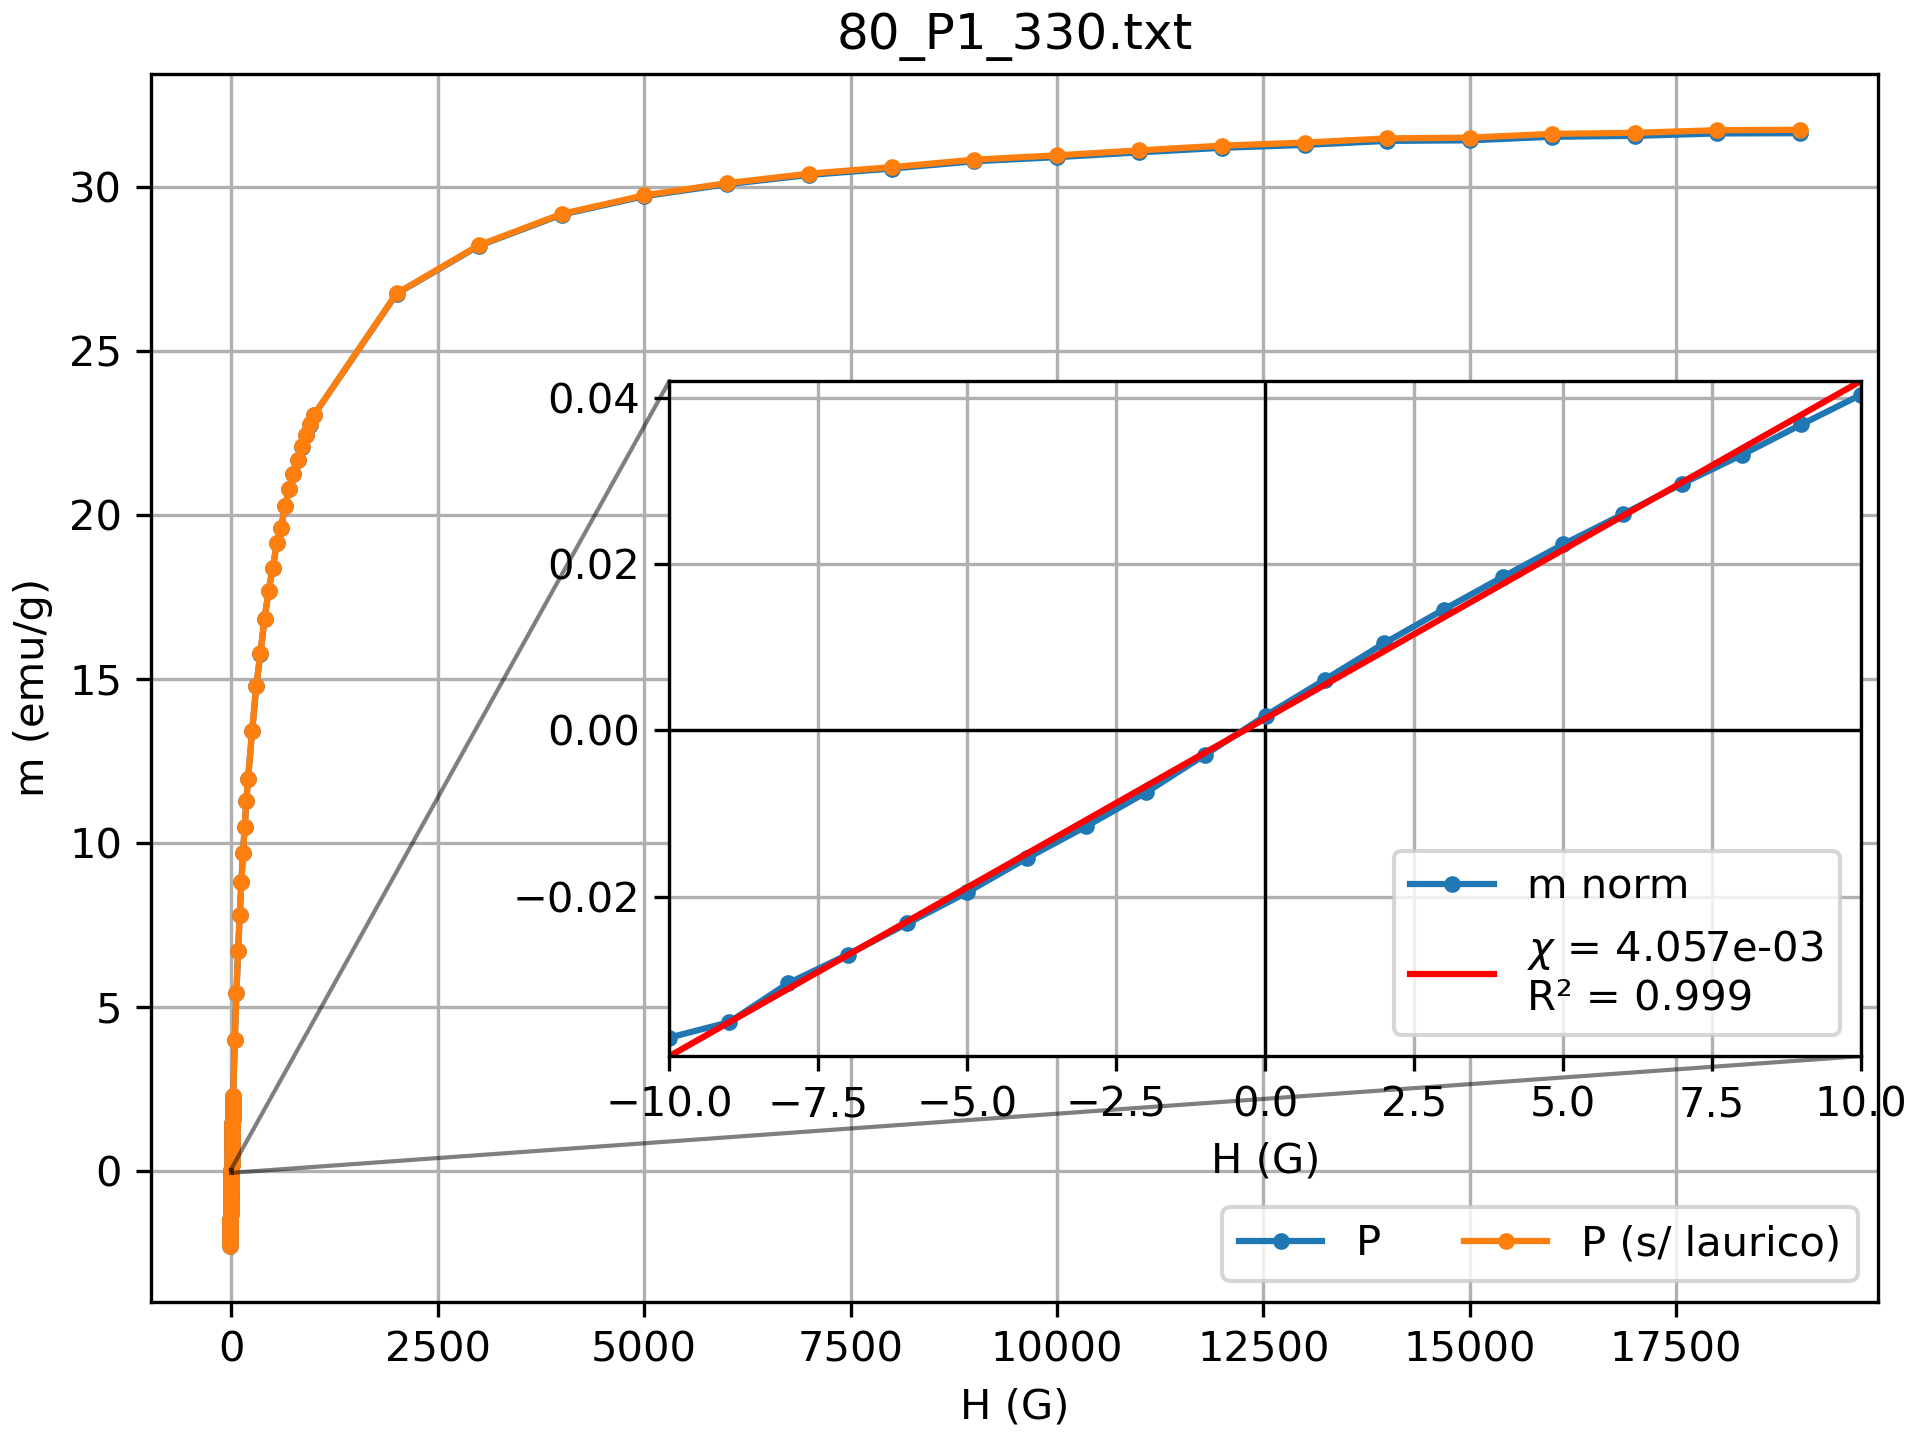 80_P1_330.txt
m (emu/g)
30
25
20
15
10
5
0
0.04
0.02
0.00
−0.02
m norm
χ = 4.057e-03
R² = 0.999
−10.0 −7.5 −5.0 −2.5 0.0 2.5 5.0 7.5 10.0
H (G)
P P (s/ laurico)
0 2500 5000 7500 10000 12500 15000 17500
H (G)